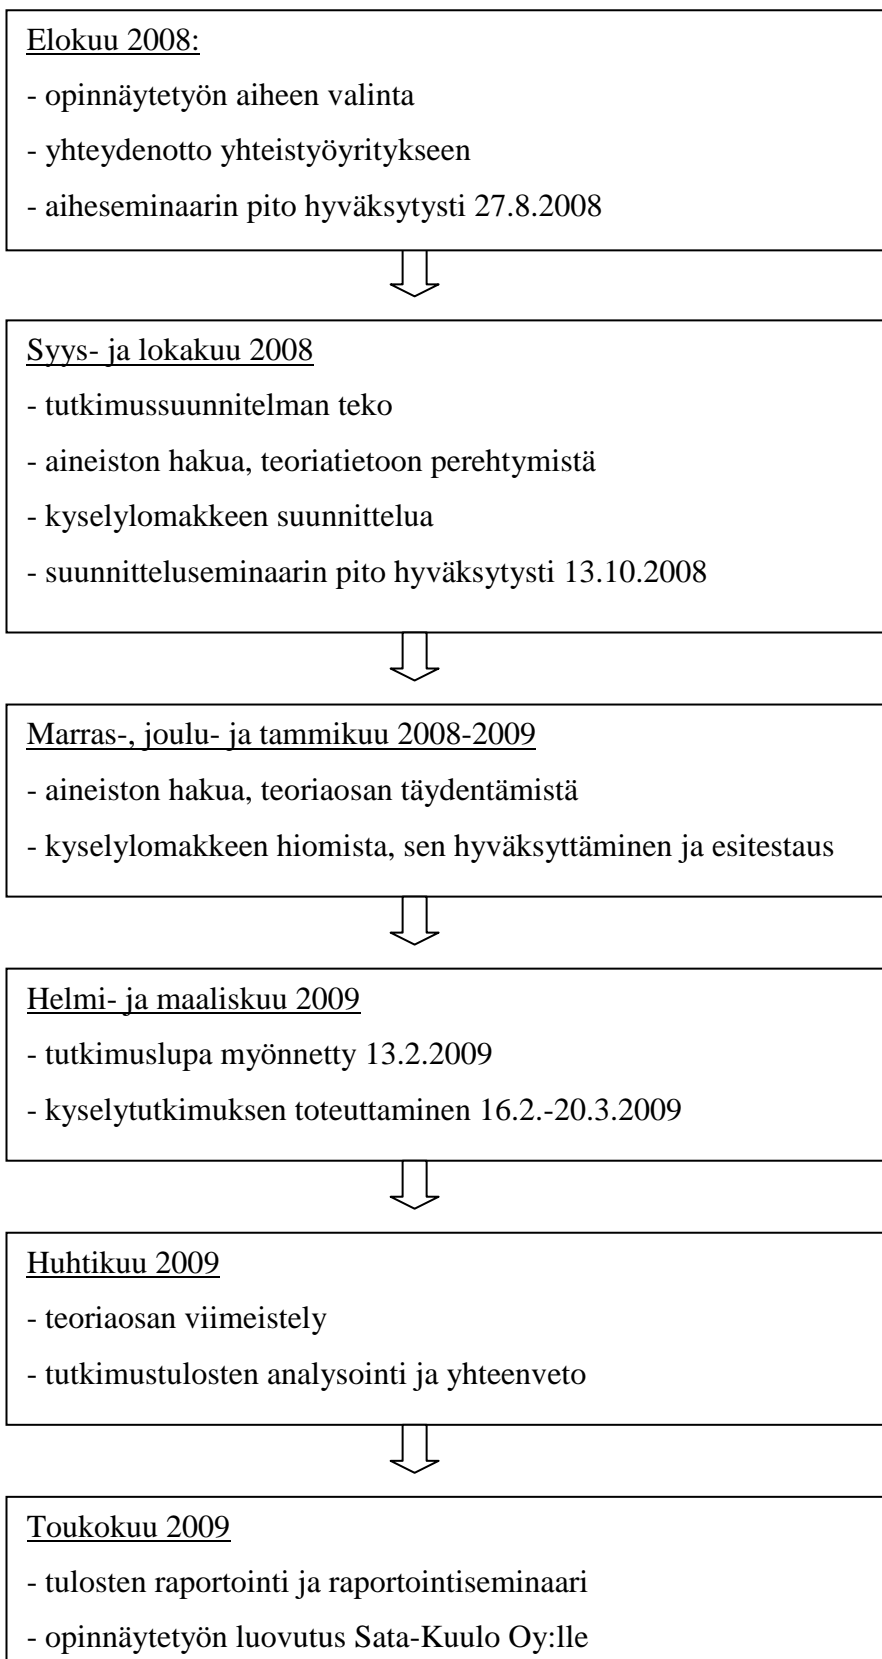 Elokuu 2008:
- opinnäytetyön aiheen valinta
- yhteydenotto yhteistyöyritykseen
- aiheseminaarin pito hyväksytysti 27.8.2008
Syys- ja lokakuu 2008
- tutkimussuunnitelman teko
- aineiston hakua, teoriatietoon perehtymistä
- kyselylomakkeen suunnittelua
- suunnitteluseminaarin pito hyväksytysti 13.10.2008
Marras-, joulu- ja tammikuu 2008-2009
- aineiston hakua, teoriaosan täydentämistä
- kyselylomakkeen hiomista, sen hyväksyttäminen ja esitestaus
Helmi- ja maaliskuu 2009
- tutkimuslupa myönnetty 13.2.2009
- kyselytutkimuksen toteuttaminen 16.2.-20.3.2009
Huhtikuu 2009
- teoriaosan viimeistely
- tutkimustulosten analysointi ja yhteenveto
Toukokuu 2009
- tulosten raportointi ja raportointiseminaari
- opinnäytetyön luovutus Sata-Kuulo Oy:lle